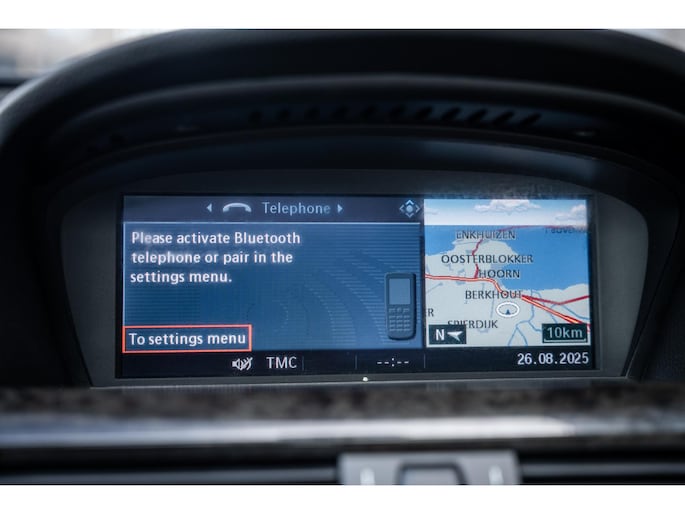 Telephone
Please activate Bluetooth
telephone or pair in the
settings menu.
To settings menu
ENKHUIZEN
OOSTERBLOKKER
HOORN
BERKHOUT
SPIERDIJK
N
10km
TMC
--:--
26.08.2025